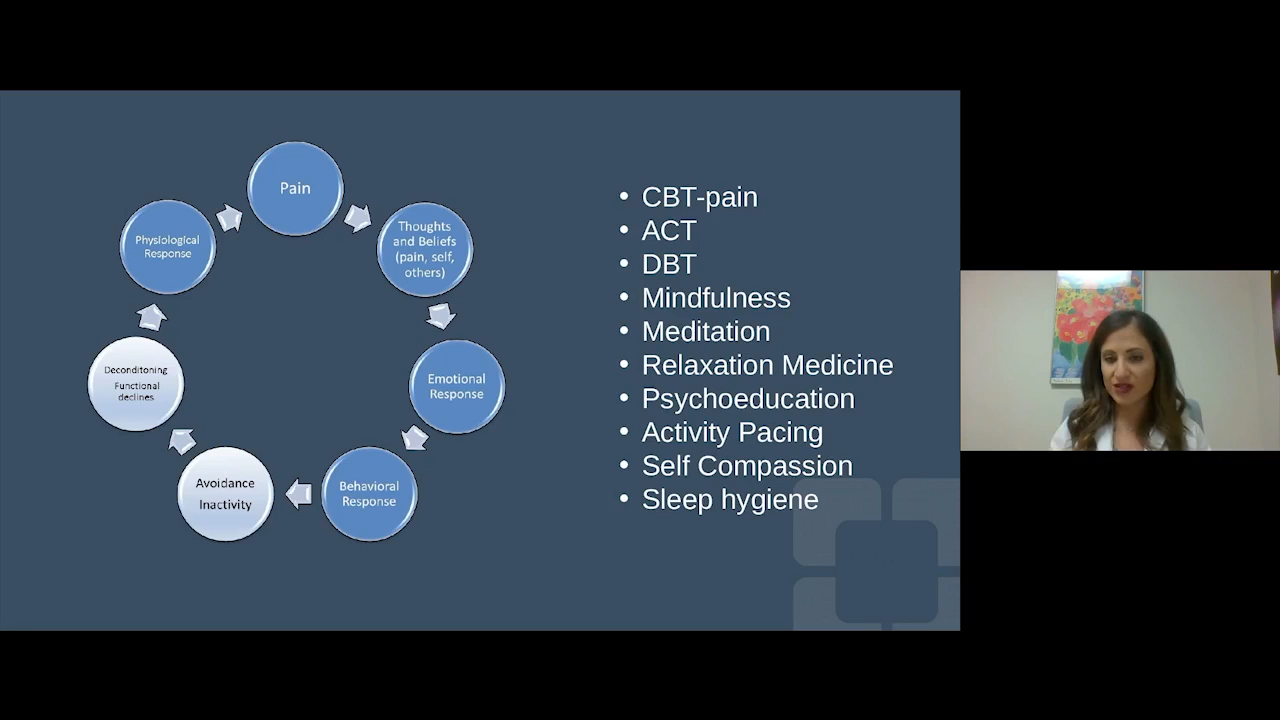 Pain
Thoughts
and Beliefs
(pain, self,
others)
Emotional
Response
Behavioral
Response
Avoidance
Inactivity
Deconditoning
Functional
declines
Physiological
Response
• CBT-pain
• ACT
• DBT
• Mindfulness
• Meditation
• Relaxation Medicine
• Psychoeducation
• Activity Pacing
• Self Compassion
• Sleep hygiene